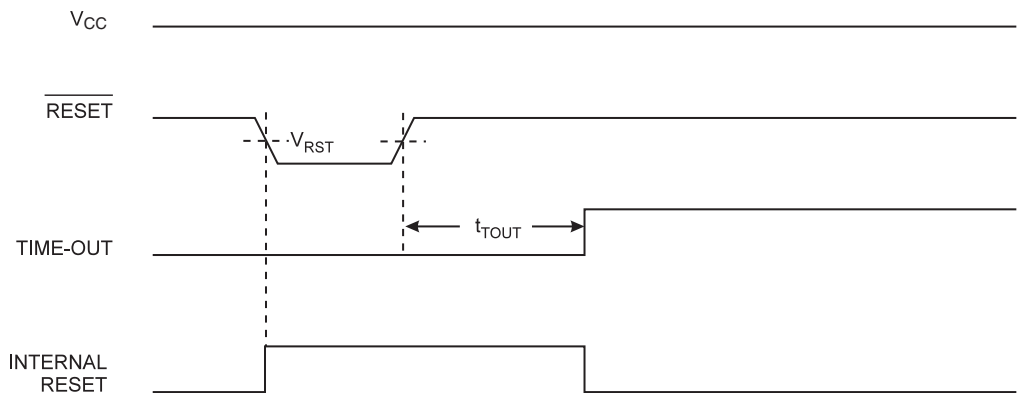 VCC
RESET
VRST
tTOUT
TIME-OUT
INTERNAL
RESET